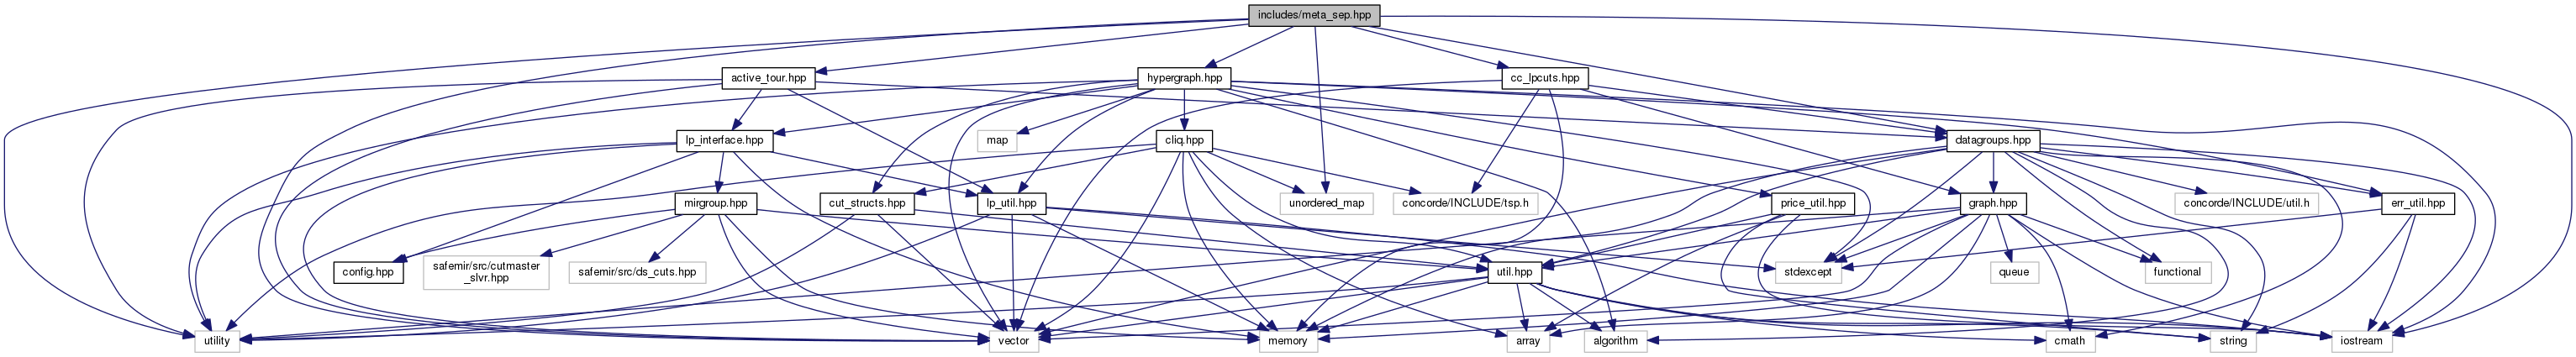 includes/meta_sep.hpp
active_tour.hpp
hypergraph.hpp
cc_lpcuts.hpp
lp_interface.hpp
map
cliq.hpp
datagroups.hpp
mirgroup.hpp
cut_structs.hpp
lp_util.hpp
unordered_map
concorde/INCLUDE/tsp.h
price_util.hpp
graph.hpp
concorde/INCLUDE/util.h
err_util.hpp
config.hpp
safemir/src/cutmaster
_slvr.hpp
safemir/src/ds_cuts.hpp
util.hpp
stdexcept
queue
functional
utility
vector
memory
array
algorithm
cmath
string
iostream